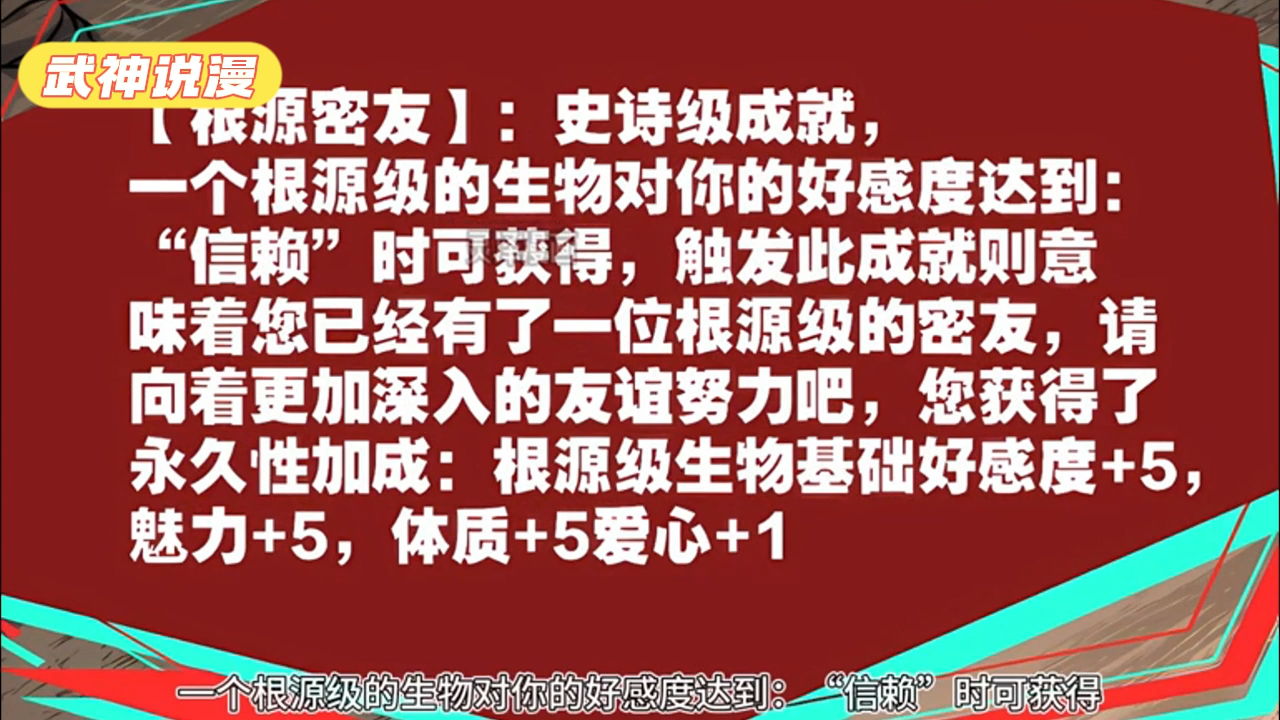 武神说漫
【根源密友】：史诗级成就，
一个根源级的生物对你的好感度达到：
“信赖”时可获得，触发此成就则意
味着您已经有了一位根源级的密友，请
向着更加深入的友谊努力吧，您获得了
永久性加成：根源级生物基础好感度+5，
魅力+5，体质+5爱心+1
一个根源级的生物对你的好感度达到：“信赖”时可获得